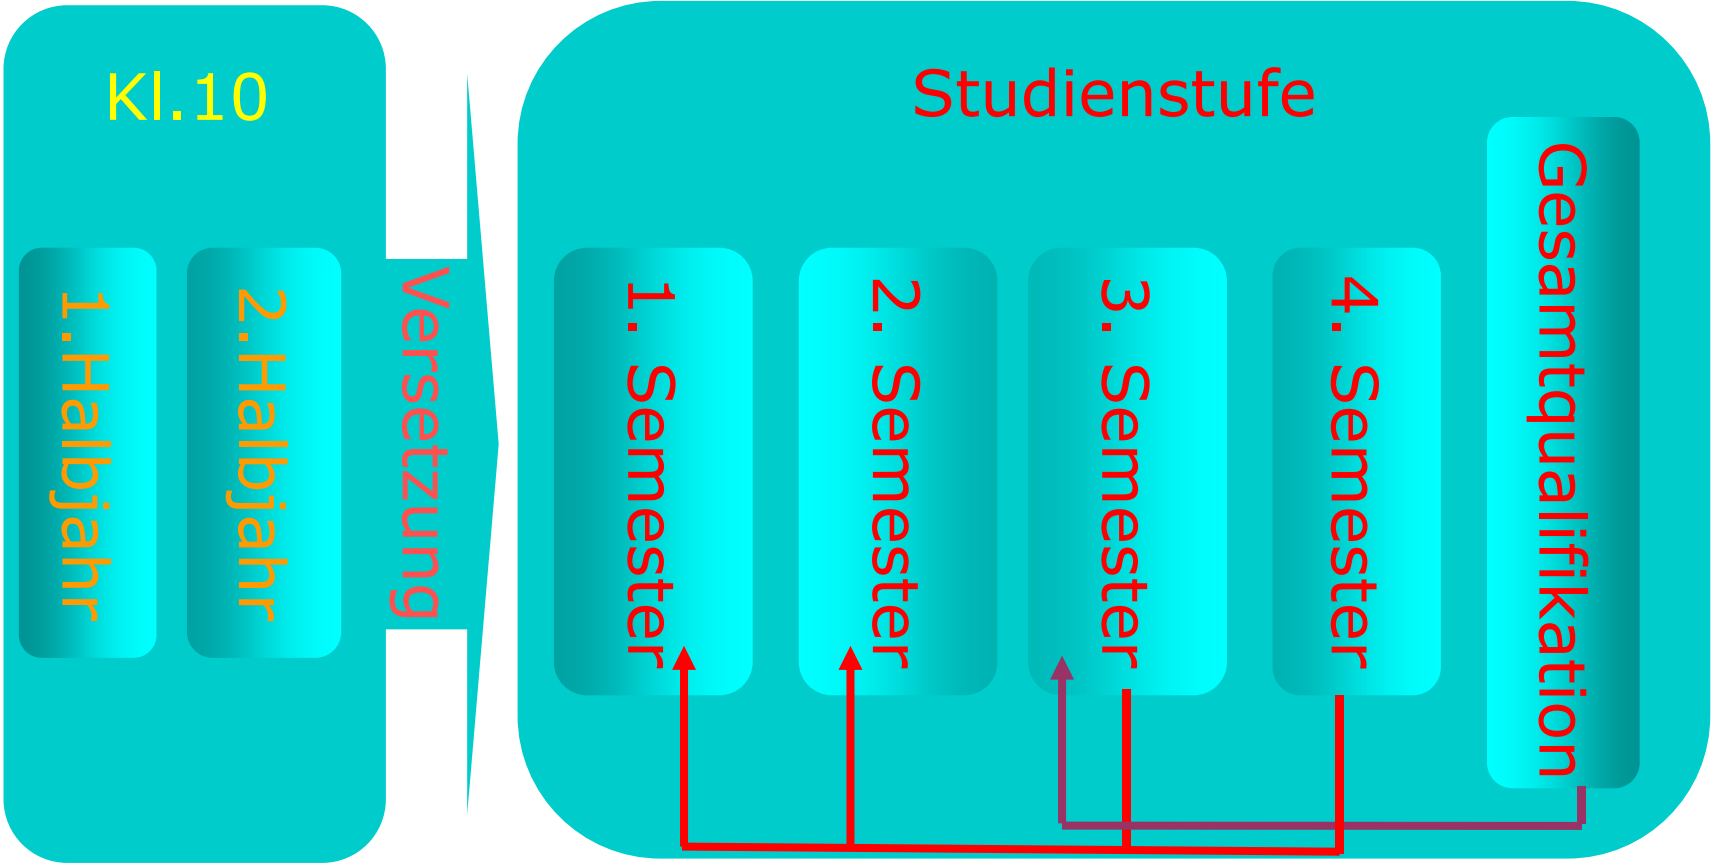 Kl.10
1.Halbjahr
2.Halbjahr
Versetzung
Studienstufe
1. Semester
2. Semester
3. Semester
4. Semester
Gesamtqualifikation